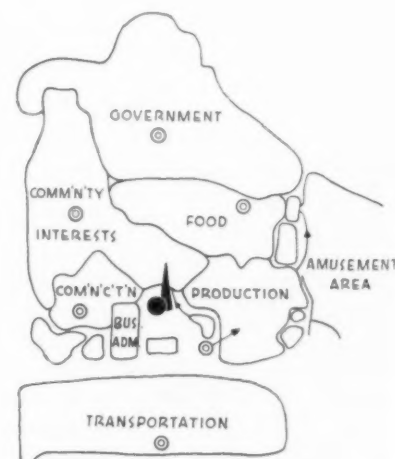 GOVERNMENT
COMM'N'TY
INTERESTS
FOOD
AMUSEMENT
AREA
COM'N'C'T'N
PRODUCTION
BUS.
ADM.
TRANSPORTATION